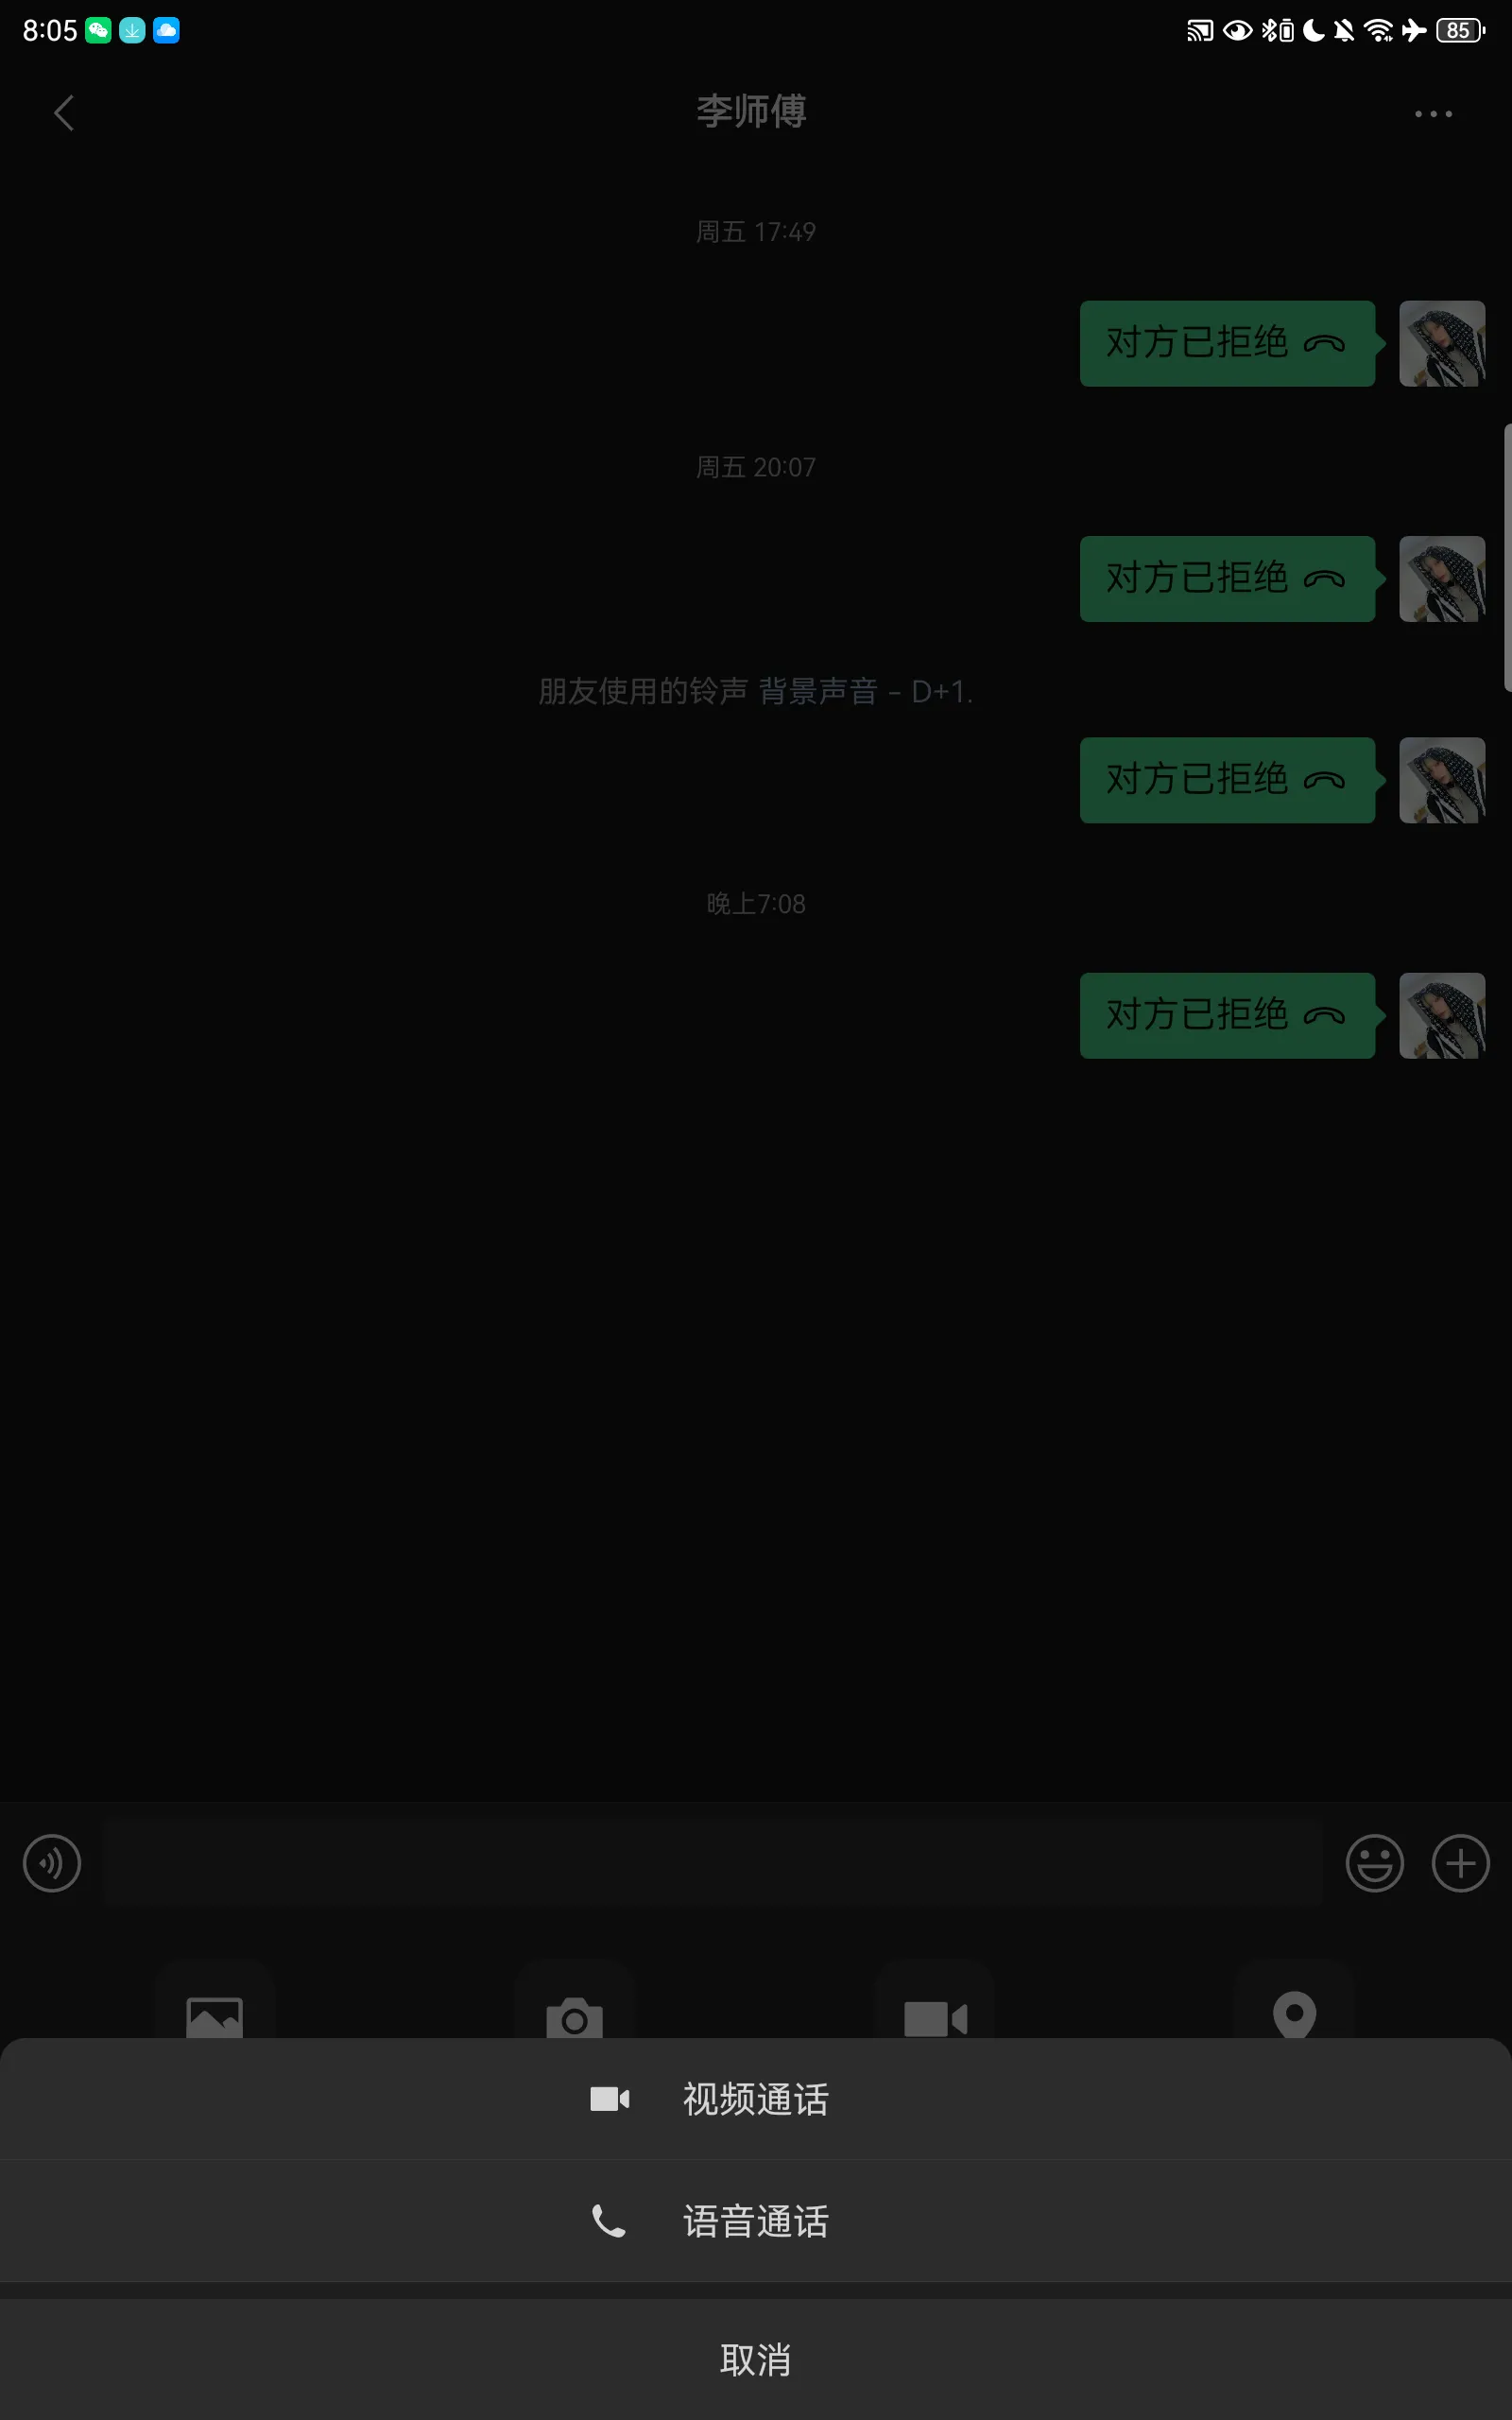 8:05
85
李师傅
周五 17:49
对方已拒绝
周五 20:07
对方已拒绝
朋友使用的铃声 背景声音 - D+1.
对方已拒绝
晚上7:08
对方已拒绝
视频通话
语音通话
取消